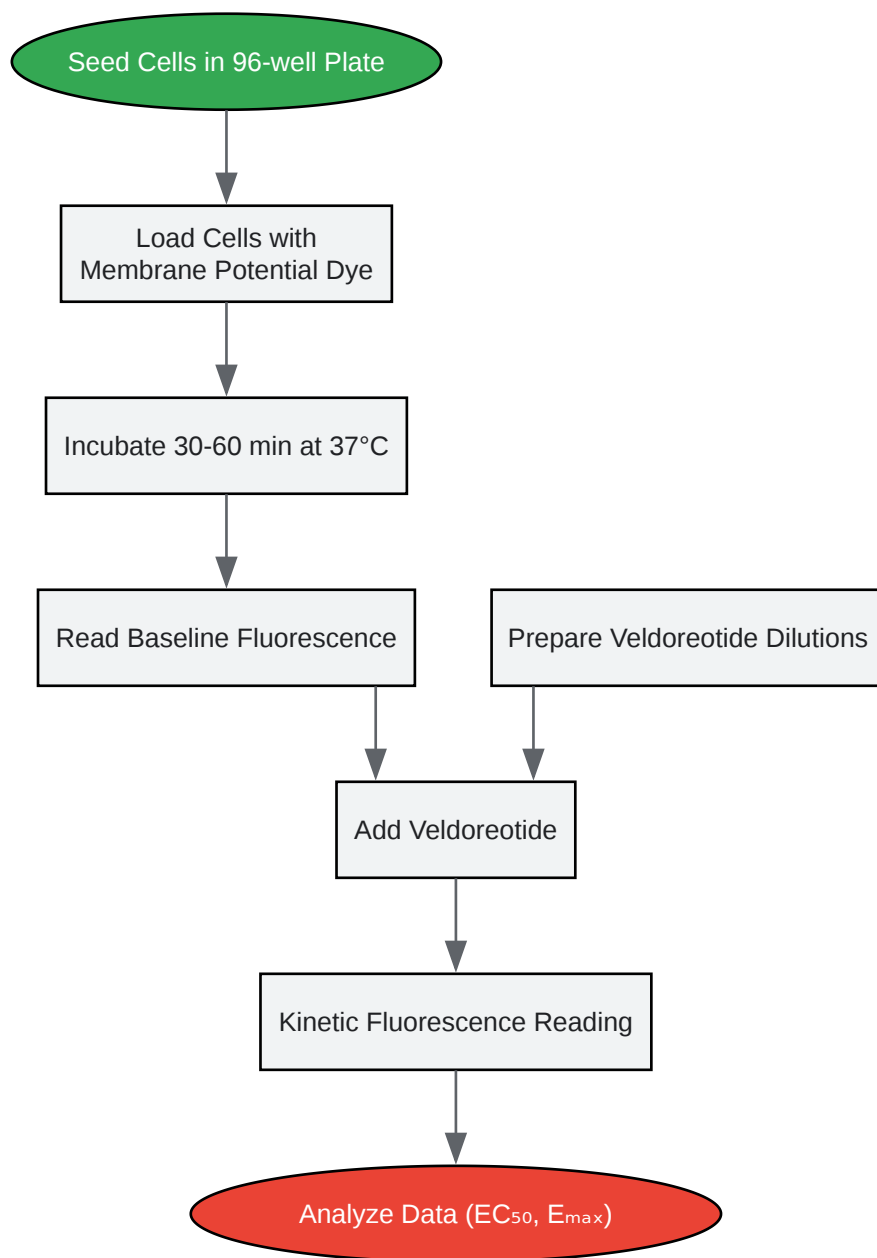 Seed Cells in 96-well Plate
Load Cells with
Membrane Potential Dye
Incubate 30-60 min at 37°C
Read Baseline Fluorescence
Prepare Veldoreotide Dilutions
Add Veldoreotide
Kinetic Fluorescence Reading
Analyze Data (EC₅₀, Eₘₐₓ)